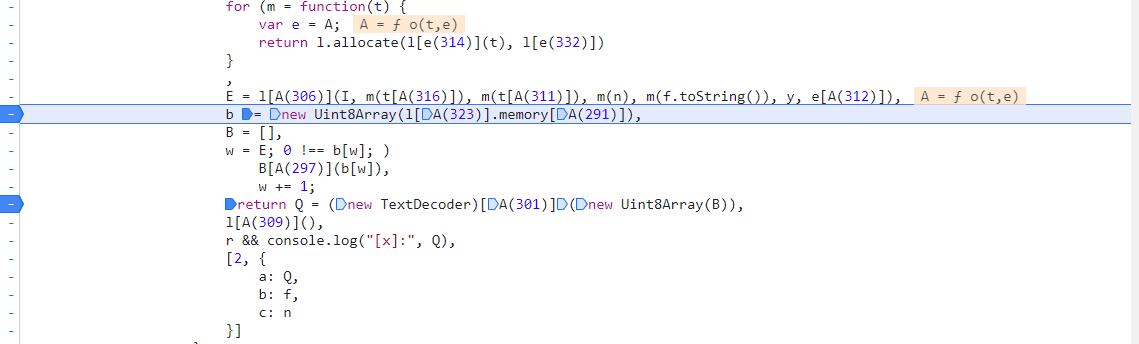 for (m = function(t) {
var e = A; A = ƒ o(t,e)
return l.allocate(l[e(314)](t), l[e(332)])
}
,
E = l[A(306)](I, m(t[A(316)]), m(t[A(311)]), m(n), m(f.toString()), y, e[A(312)]), A = ƒ o(t,e)
b = new Uint8Array(l[A(323)].memory[A(291)]),
B = [],
w = E; 0 !== b[w]; )
B[A(297)](b[w]),
w += 1;
return Q = (new TextDecoder)[A(301)](new Uint8Array(B)),
l[A(309)](),
r && console.log("[x]:", Q),
[2, {
a: Q,
b: f,
c: n
}]